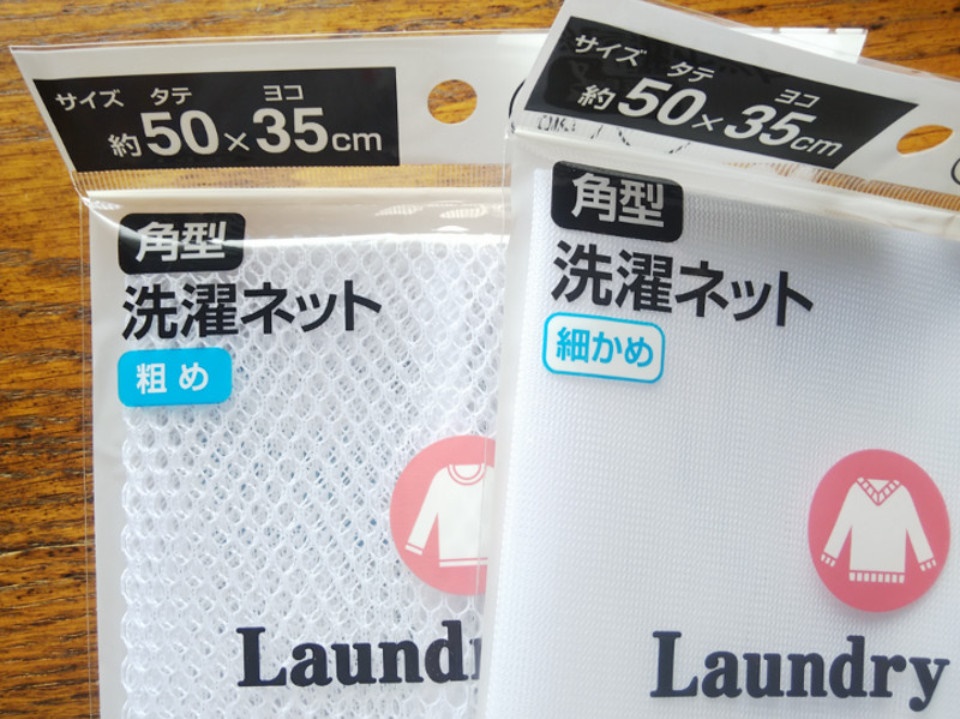 サイズ タテ ヨコ
約50×35cm
角型
洗濯ネット
粗め
サイズ タテ ヨコ
約50×35cm
角型
洗濯ネット
細かめ
Laundry